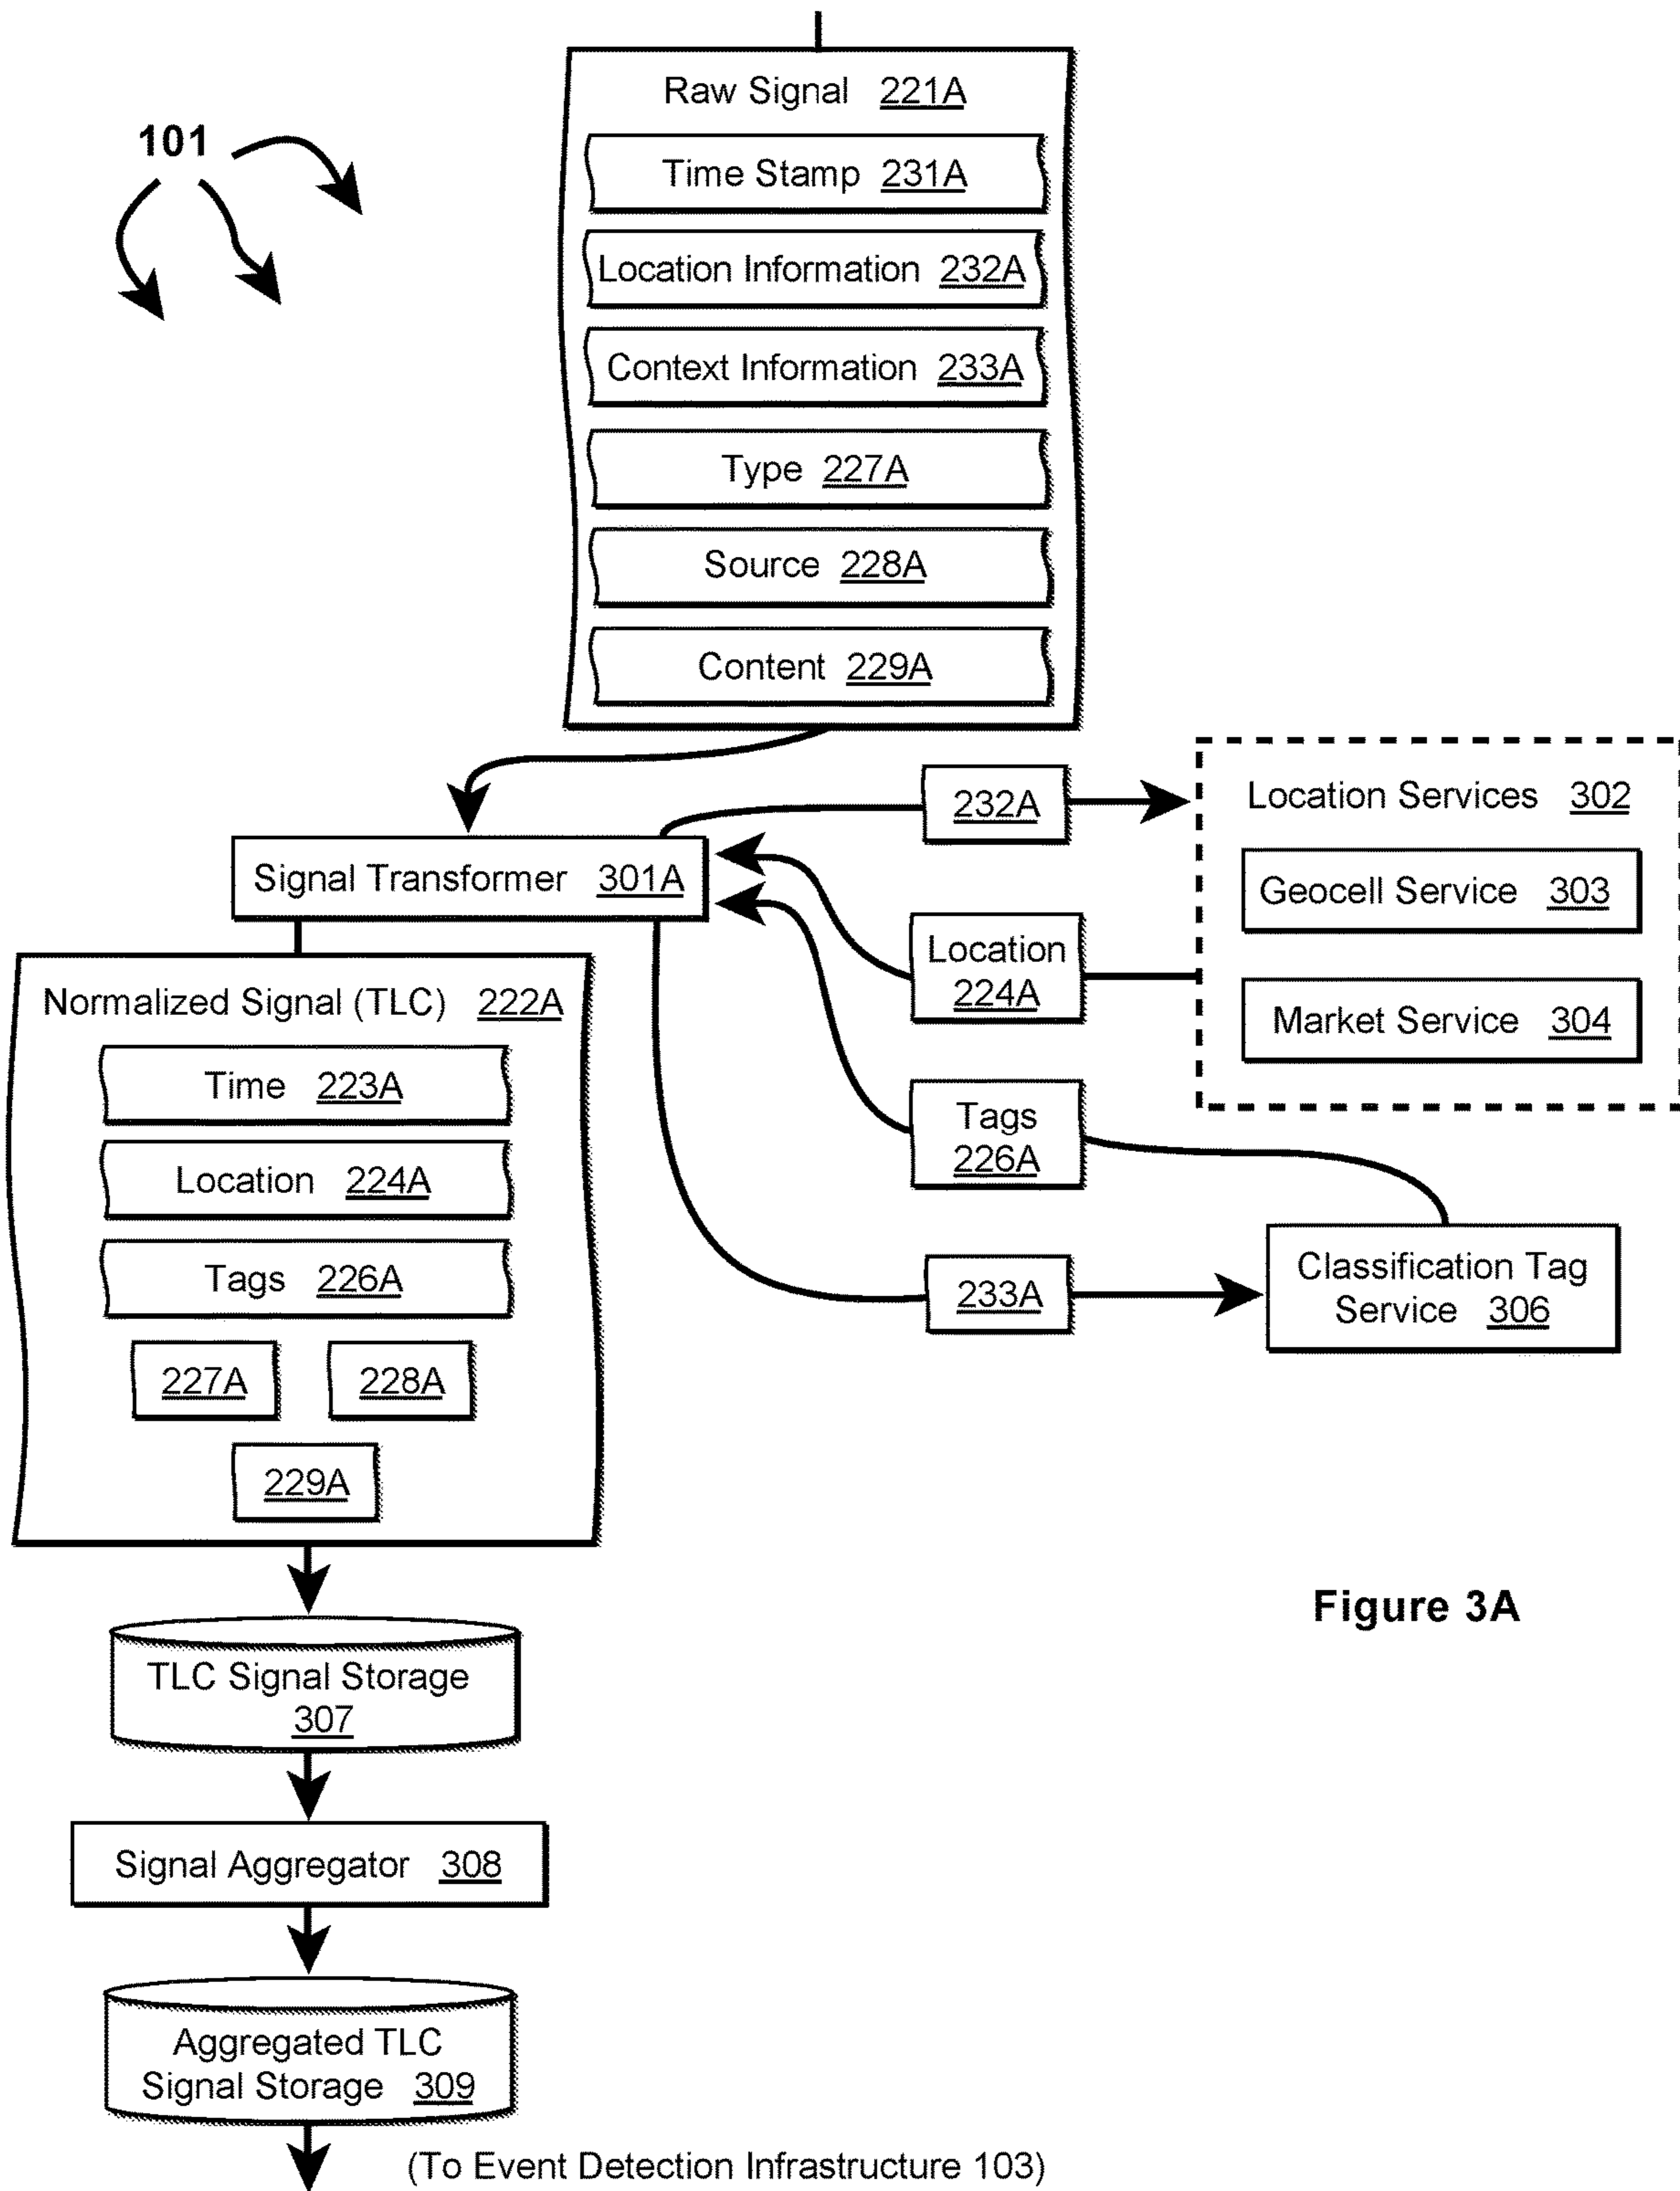 101
Raw Signal 221A
Time Stamp 231A
Location Information 232A
Context Information 233A
Type 227A
Source 228A
Content 229A
232A
Location Services 302
Geocell Service 303
Market Service 304
Signal Transformer 301A
Location
224A
Tags
226A
233A
Classification Tag
Service 306
Normalized Signal (TLC) 222A
Time 223A
Location 224A
Tags 226A
227A
228A
229A
Figure 3A
TLC Signal Storage
307
Signal Aggregator 308
Aggregated TLC
Signal Storage 309
(To Event Detection Infrastructure 103)